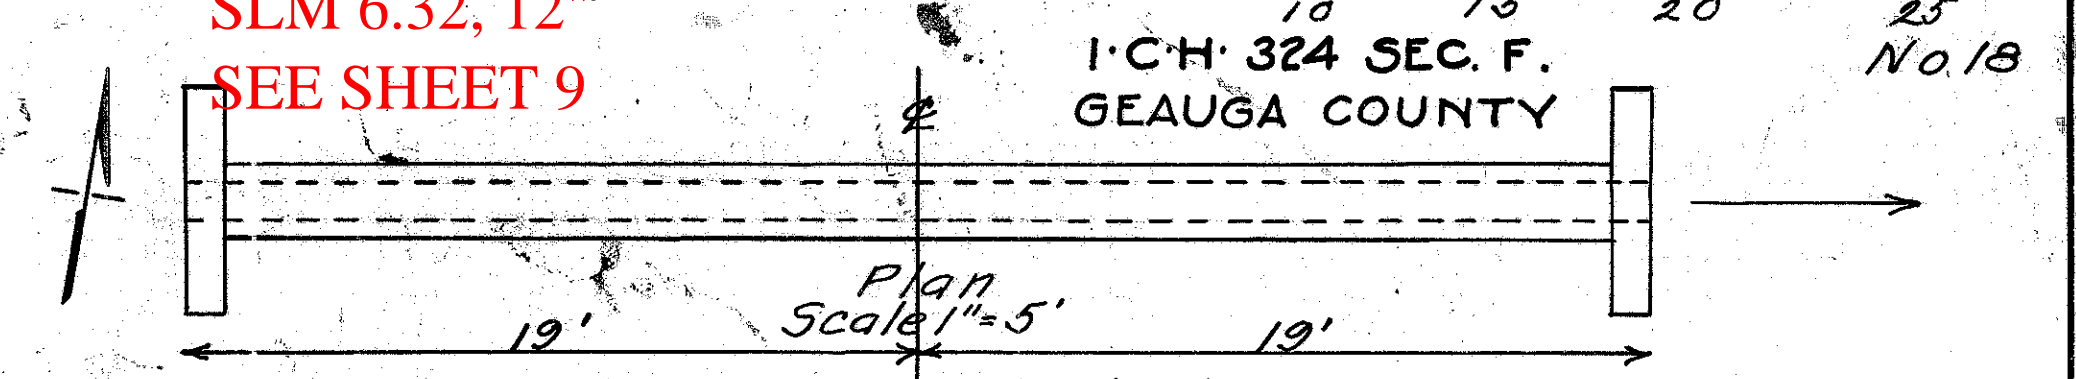 SLM 6.32, 12"
SEE SHEET 9
10 15 20 25
I.C.H. 324 SEC. F.
No. 18
GEAUGA COUNTY
℄
Plan
Scale 1"=5'
19' 19'